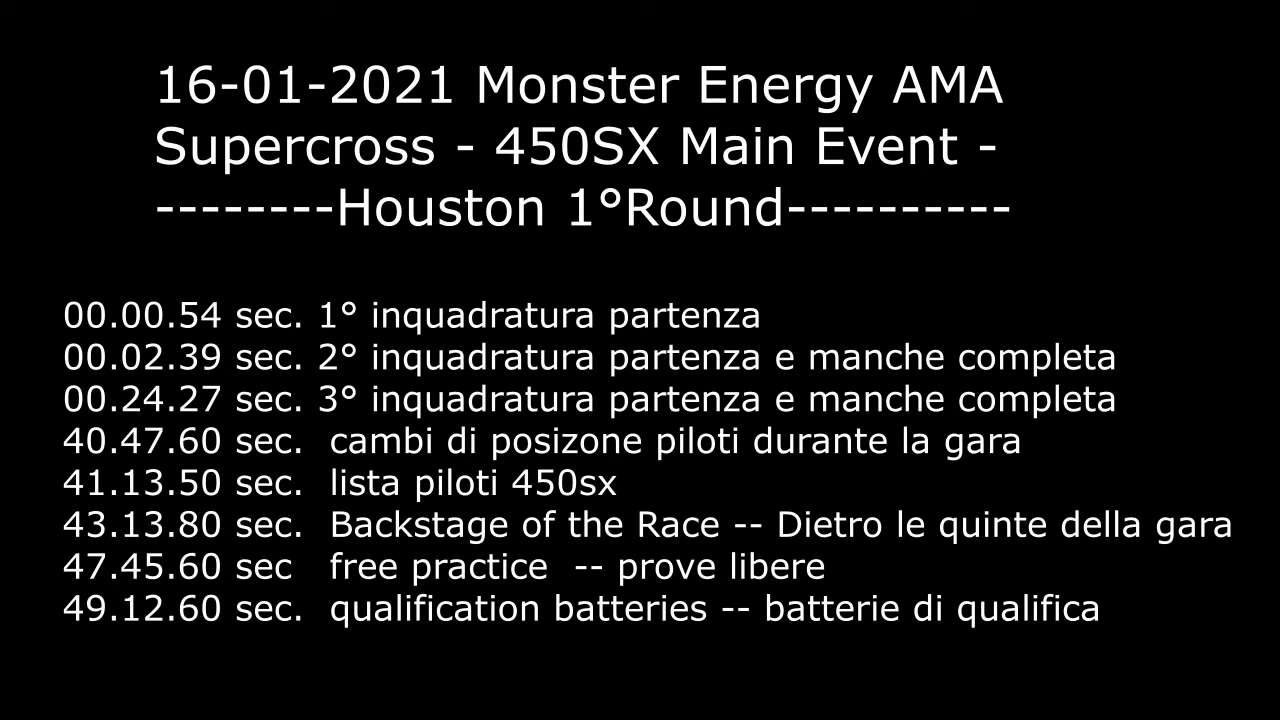 16-01-2021 Monster Energy AMA
Supercross - 450SX Main Event -
--------Houston 1°Round----------
00.00.54 sec. 1° inquadratura partenza
00.02.39 sec. 2° inquadratura partenza e manche completa
00.24.27 sec. 3° inquadratura partenza e manche completa
40.47.60 sec.  cambi di posizone piloti durante la gara
41.13.50 sec.  lista piloti 450sx
43.13.80 sec.  Backstage of the Race -- Dietro le quinte della gara
47.45.60 sec   free practice  -- prove libere
49.12.60 sec.  qualification batteries -- batterie di qualifica